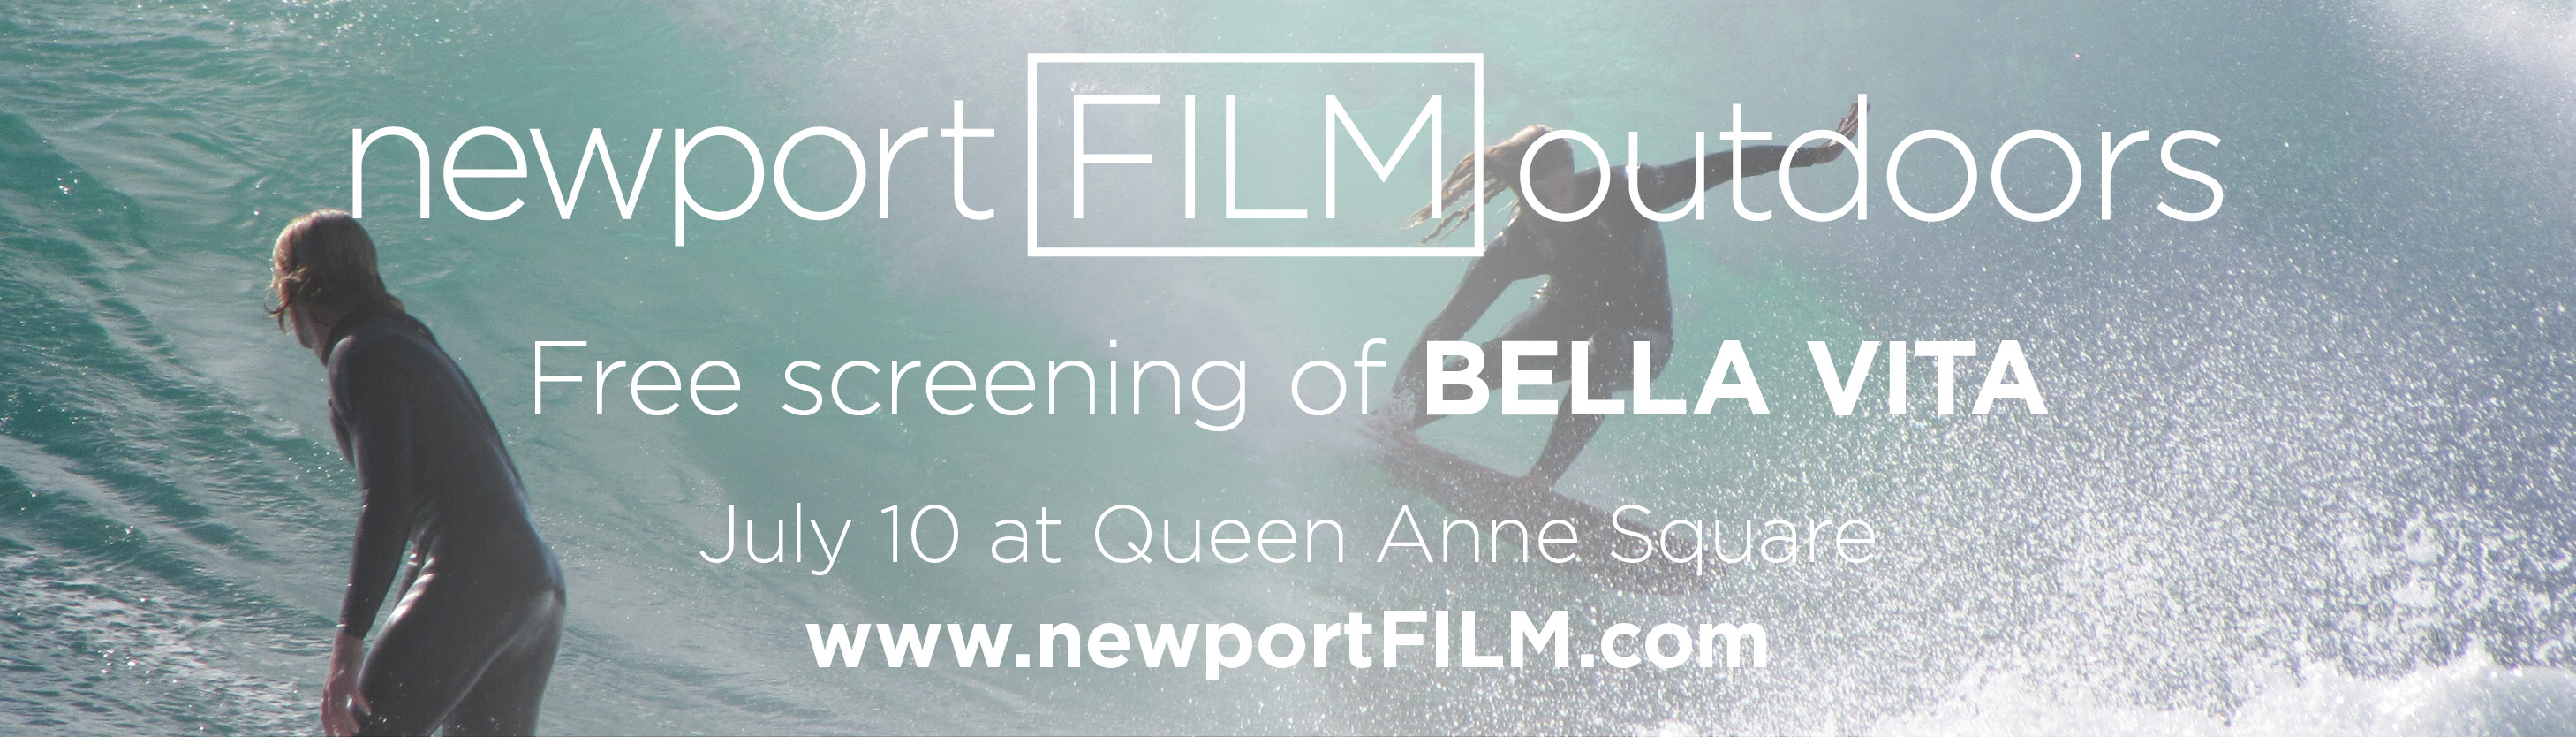 newport FILM outdoors
Free screening of BELLA VITA
July 10 at Queen Anne Square
www.newportFILM.com